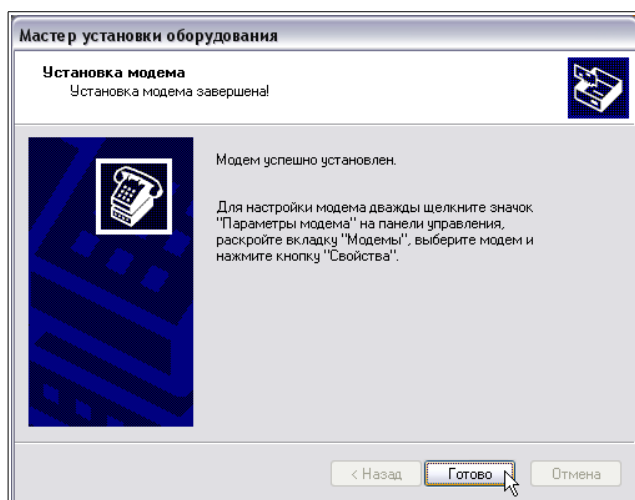 Мастер установки оборудования
Установка модема
Установка модема завершена!
Модем успешно установлен.
Для настройки модема дважды щелкните значок
"Параметры модема" на панели управления,
раскройте вкладку "Модемы", выберите модем и
нажмите кнопку "Свойства".
< Назад
Готово
Отмена